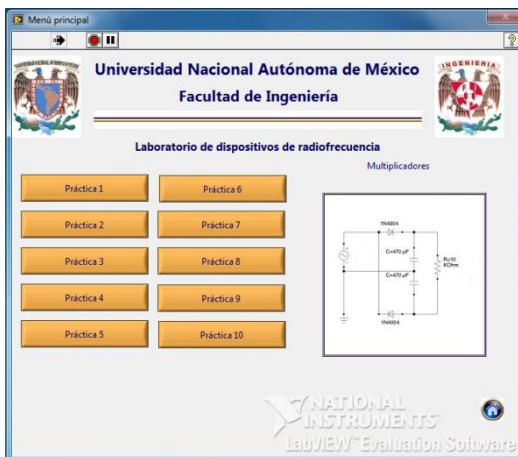 Menú principal
Universidad Nacional Autónoma de México
Facultad de Ingeniería
INGENIERIA
Laboratorio de dispositivos de radiofrecuencia
Multiplicadores
Práctica 1
Práctica 6
Práctica 2
Práctica 7
Práctica 3
Práctica 8
Práctica 4
Práctica 9
Práctica 5
Práctica 10
1N4004
C=470 µF
R=10
KOhm
C=470 µF
1N4004
NATIONAL
INSTRUMENTS
LabVIEW Evaluation Software